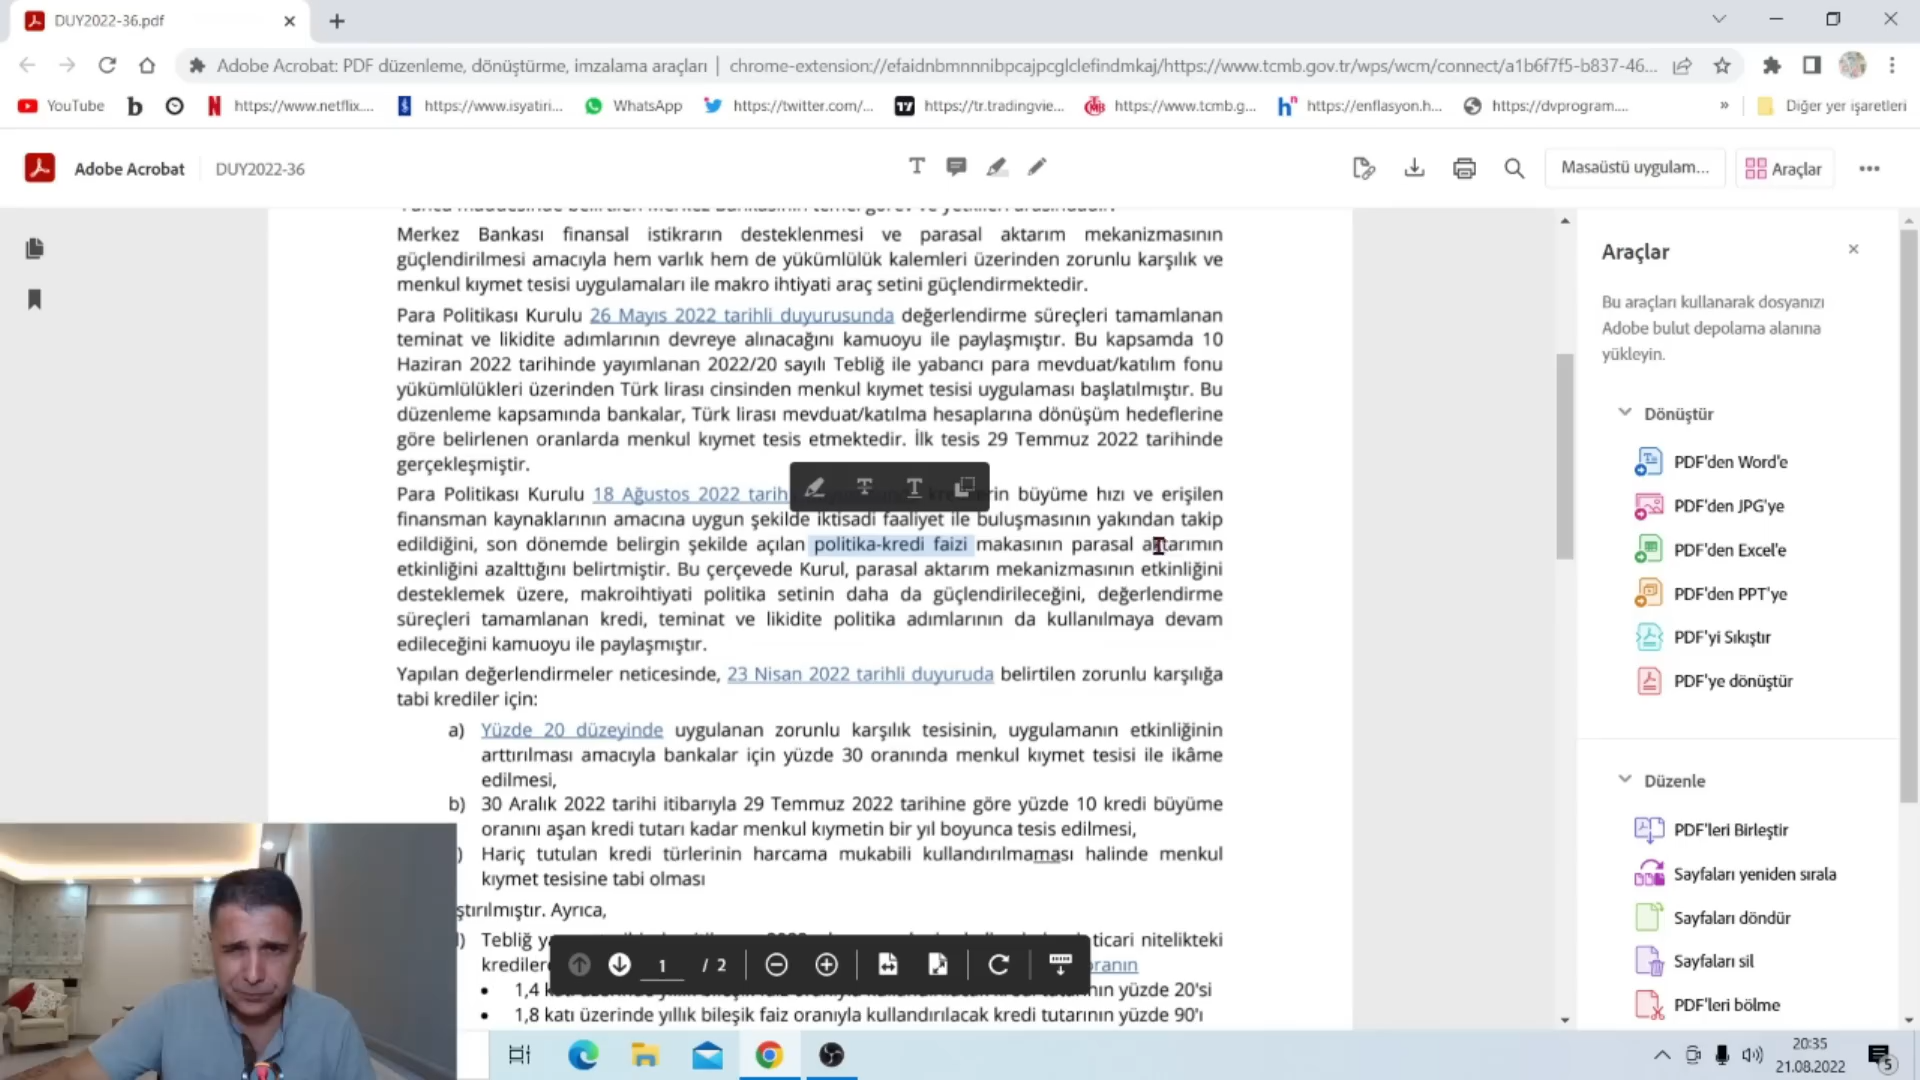 DUY2022-36.pdf
Adobe Acrobat: PDF düzenleme, dönüştürme, imzalama araçları | chrome-extension://efaidnbmnnnibpcajpcglclefindmkaj/https://www.tcmb.gov.tr/wps/wcm/connect/a1b6f7f5-b837-46...
YouTube
https://www.netflix....
https://www.isyatiri...
WhatsApp
https://twitter.com/...
https://tr.tradingvie...
https://www.tcmb.g...
https://enflasyon.h...
https://dvprogram....
»
Diğer yer işaretleri
Adobe Acrobat
DUY2022-36
Masaüstü uygulam...
Araçlar
Merkez Bankası finansal istikrarın desteklenmesi ve parasal aktarım mekanizmasının
güçlendirilmesi amacıyla hem varlık hem de yükümlülük kalemleri üzerinden zorunlu karşılık ve
menkul kıymet tesisi uygulamaları ile makro ihtiyati araç setini güçlendirmektedir.
Para Politikası Kurulu 26 Mayıs 2022 tarihli duyurusunda değerlendirme süreçleri tamamlanan
teminat ve likidite adımlarının devreye alınacağını kamuoyu ile paylaşmıştır. Bu kapsamda 10
Haziran 2022 tarihinde yayımlanan 2022/20 sayılı Tebliğ ile yabancı para mevduat/katılım fonu
yükümlülükleri üzerinden Türk lirası cinsinden menkul kıymet tesisi uygulaması başlatılmıştır. Bu
düzenleme kapsamında bankalar, Türk lirası mevduat/katılma hesaplarına dönüşüm hedeflerine
göre belirlenen oranlarda menkul kıymet tesis etmektedir. İlk tesis 29 Temmuz 2022 tarihinde
gerçekleşmiştir.
Para Politikası Kurulu 18 Ağustos 2022 tarih büyüme hızı ve erişilen
finansman kaynaklarının amacına uygun şekilde iktisadi faaliyet ile buluşmasının yakından takip
edildiğini, son dönemde belirgin şekilde açılan politika-kredi faizi makasının parasal aktarımın
etkinliğini azalttığını belirtmiştir. Bu çerçevede Kurul, parasal aktarım mekanizmasının etkinliğini
desteklemek üzere, makroihtiyati politika setinin daha da güçlendirileceğini, değerlendirme
süreçleri tamamlanan kredi, teminat ve likidite politika adımlarının da kullanılmaya devam
edileceğini kamuoyu ile paylaşmıştır.
Yapılan değerlendirmeler neticesinde, 23 Nisan 2022 tarihli duyuruda belirtilen zorunlu karşılığa
tabi krediler için:
a) Yüzde 20 düzeyinde uygulanan zorunlu karşılık tesisinin, uygulamanın etkinliğinin
arttırılması amacıyla bankalar için yüzde 30 oranında menkul kıymet tesisi ile ikâme
edilmesi,
b) 30 Aralık 2022 tarihi itibarıyla 29 Temmuz 2022 tarihine göre yüzde 10 kredi büyüme
oranını aşan kredi tutarı kadar menkul kıymetin bir yıl boyunca tesis edilmesi,
) Hariç tutulan kredi türlerinin harcama mukabili kullandırılmaması halinde menkul
kıymet tesisine tabi olması
ştırılmıştır. Ayrıca,
) Tebliğ ticari nitelikteki
oranın
yüzde 20'si
• 1,8 katı üzerinde yıllık bileşik faiz oranıyla kullandırılacak kredi tutarının yüzde 90'ı
1 / 2
Araçlar
Bu araçları kullanarak dosyanızı
Adobe bulut depolama alanına
yükleyin.
Dönüştür
PDF'den Word'e
PDF'den JPG'ye
PDF'den Excel'e
PDF'den PPT'ye
PDF'yi Sıkıştır
PDF'ye dönüştür
Düzenle
PDF'leri Birleştir
Sayfaları yeniden sırala
Sayfaları döndür
Sayfaları sil
PDF'leri bölme
20:35
21.08.2022
5